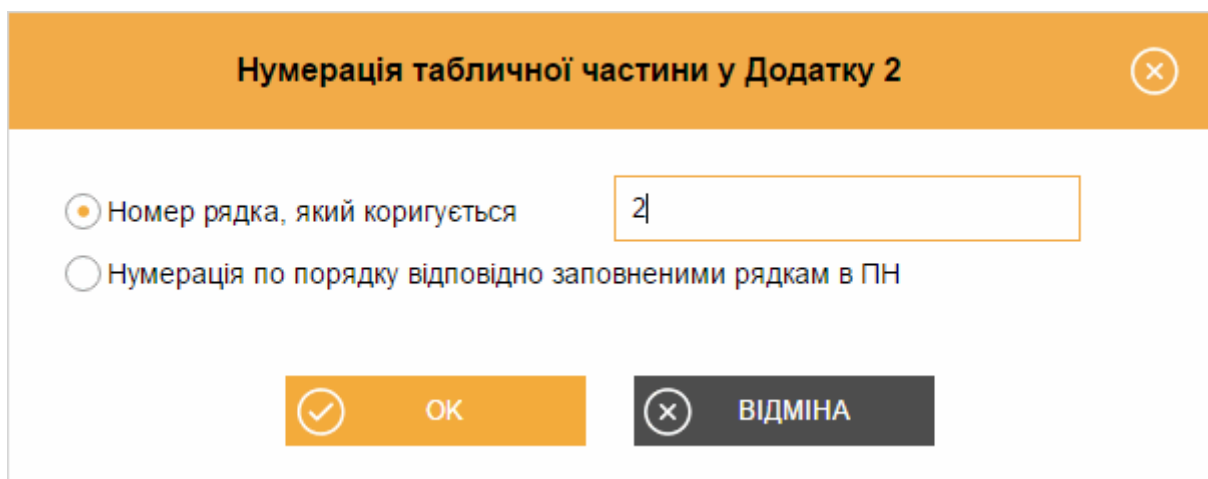 Нумерація табличної частини у Додатку 2
Номер рядка, який коригується 2
Нумерація по порядку відповідно заповненими рядкам в ПН
ОК ВІДМІНА